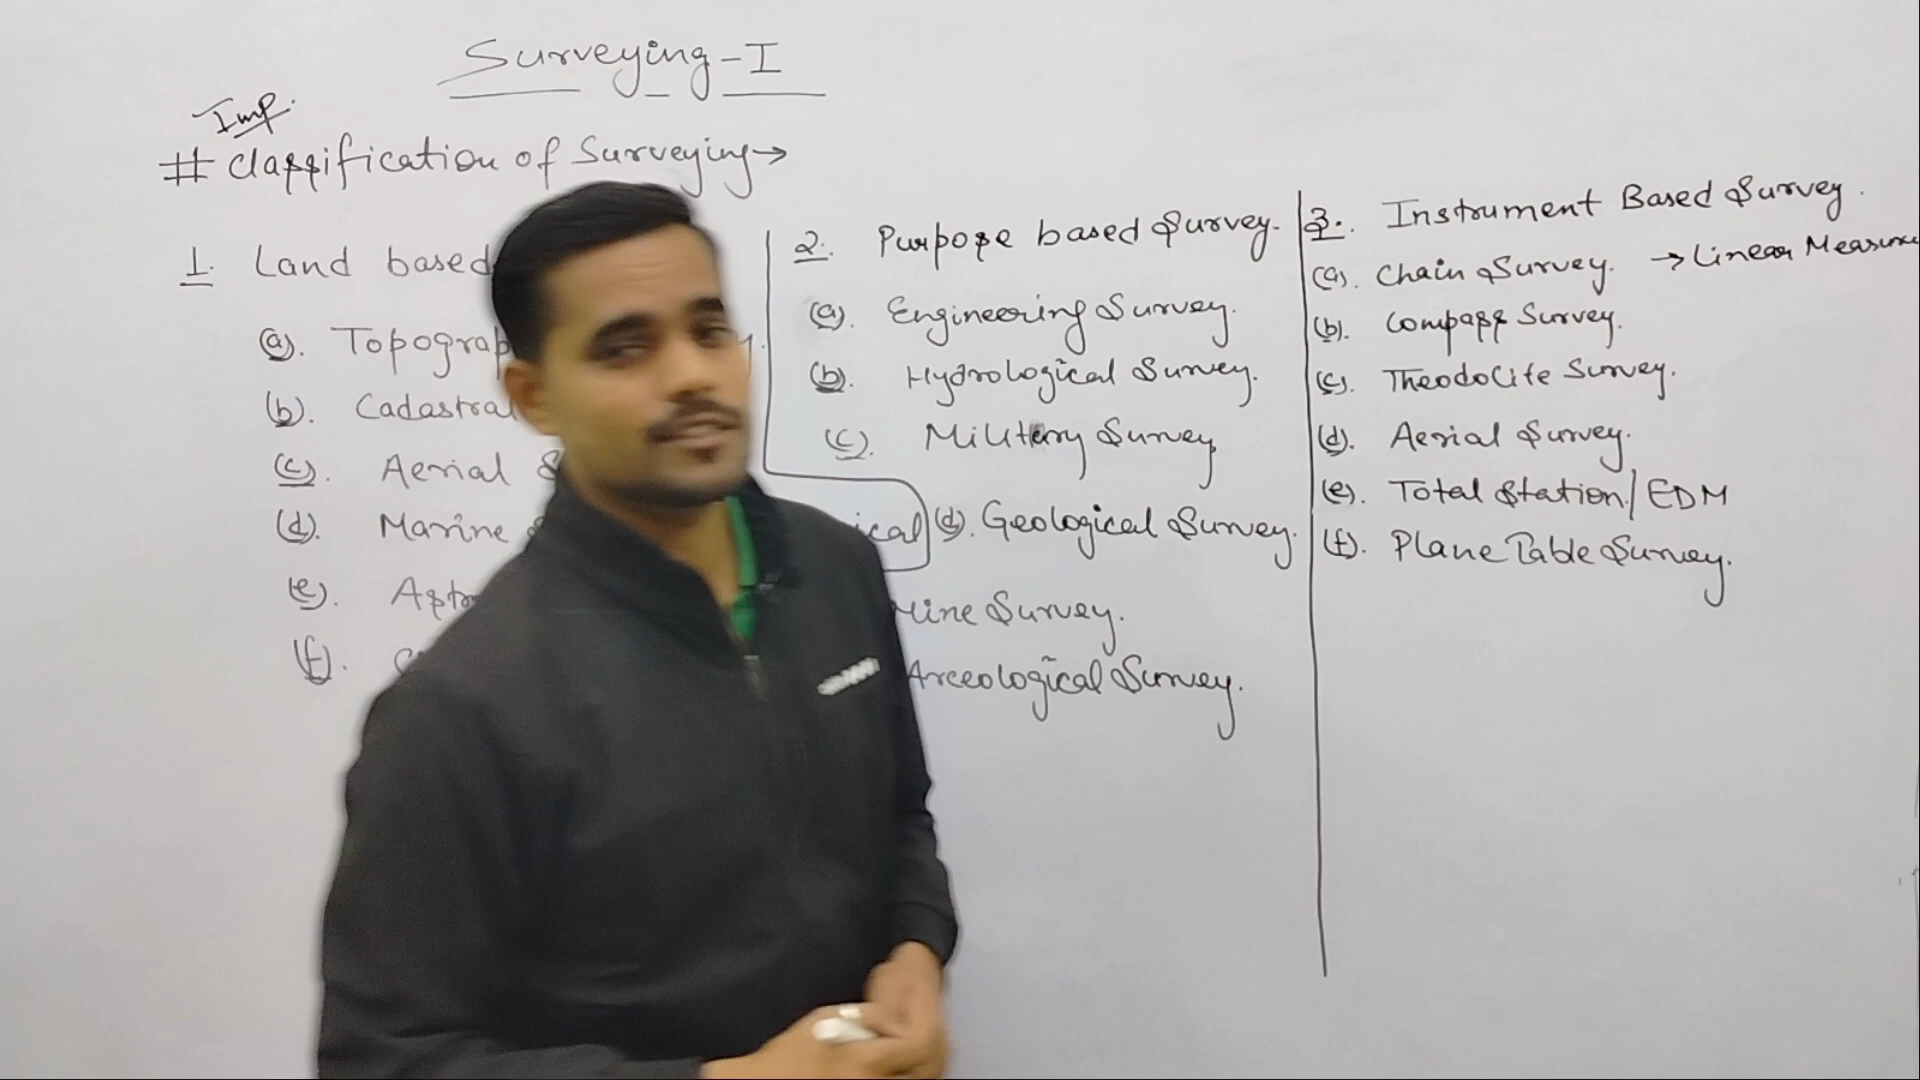 Surveying-I
Imp.
# Classification of Surveying→
1. Land based
(a). Topograp
y.
(b). Cadastral
(c). Aerial S
(d). Marine S
ical
(e). Astro
(f). C
2. Purpose based Survey.
(a). Engineering Survey.
(b). Hydrological Survey.
(c). Military Survey
(d). Geological Survey.
Mine Survey.
Arceological Survey.
3. Instrument Based Survey.
(a). Chain Survey. → Linear Measure
(b). Compass Survey.
(c). Theodolite Survey.
(d). Aerial Survey.
(e). Total Station/EDM
(f). Plane Table Survey.